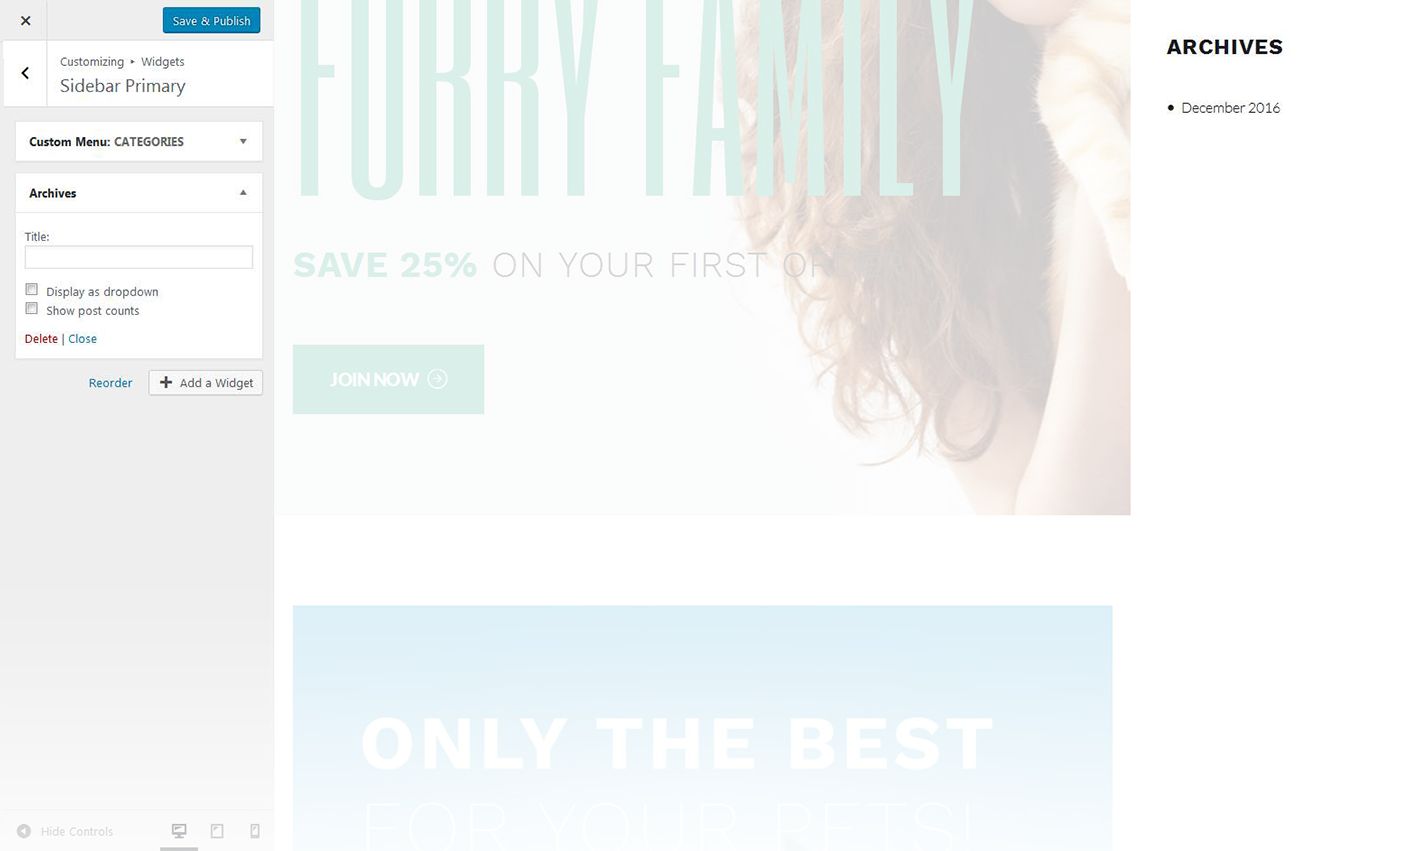 Save & Publish
Customizing ▸ Widgets
Sidebar Primary
Custom Menu: CATEGORIES
Archives
Title:
Display as dropdown
Show post counts
Delete | Close
Reorder
Add a Widget
Hide Controls
FURRY FAMILY
SAVE 25% ON YOUR FIRST
JOIN NOW
ONLY THE BEST
FOR YOUR PETS!
ARCHIVES
December 2016